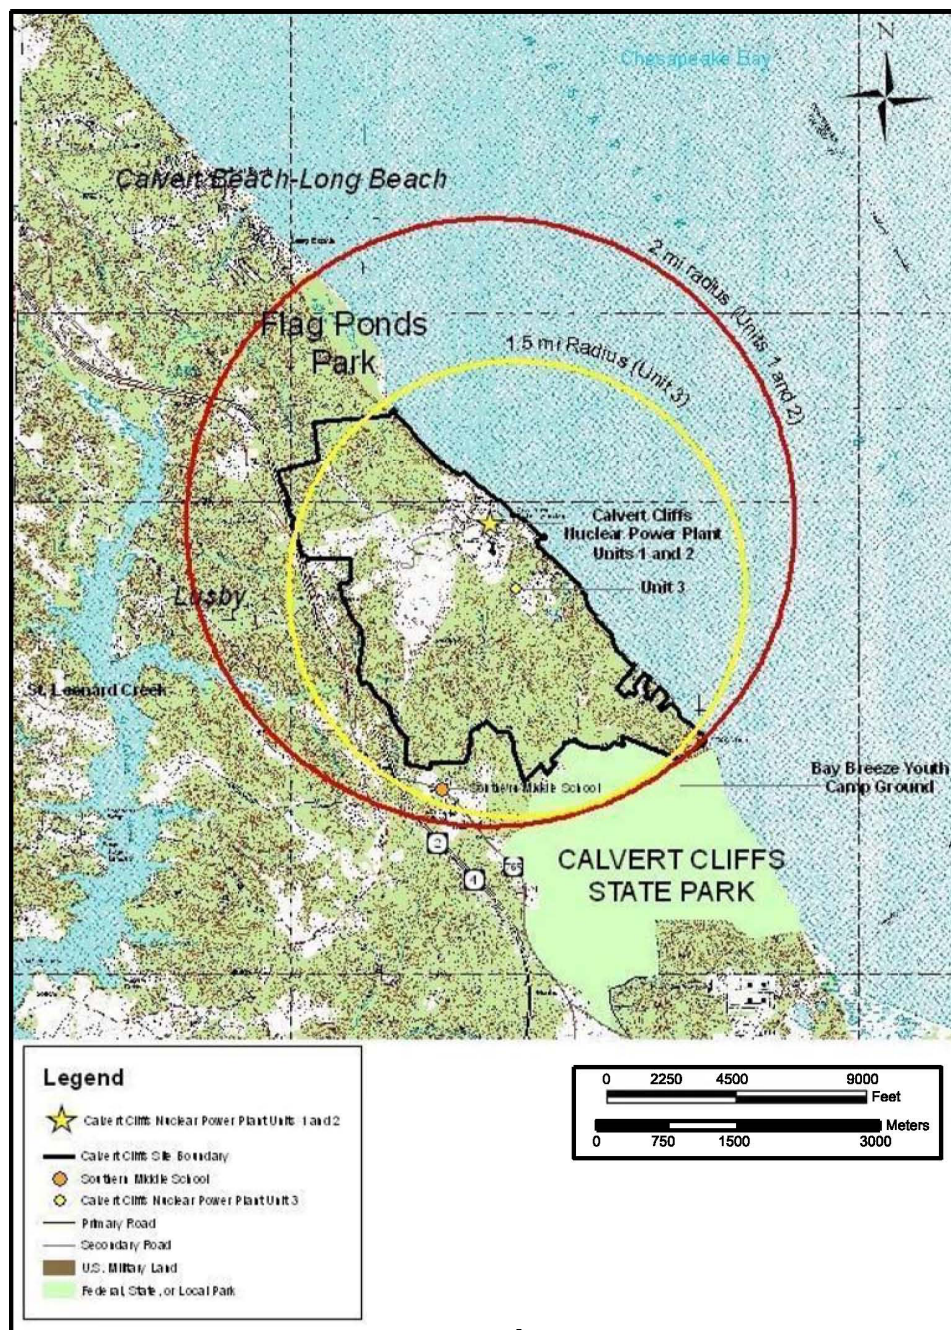 N
Chesapeake Bay
Calvert Beach-Long Beach
2 mi radius (Units 1 and 2)
Flag Ponds
Park
1.5 mi Radius (Unit 3)
Calvert Cliffs
Nuclear Power Plant
Units 1 and 2
Unit 3
Lusby
St. Leonard Creek
Bay Breeze Youth
Camp Ground
Southern Middle School
2
4
765
CALVERT CLIFFS
STATE PARK
Legend
Calvert Cliffs Nuclear Power Plant Units 1 and 2
Calvert Cliffs Site Boundary
Southern Middle School
Calvert Cliffs Nuclear Power Plant Unit 3
Primary Road
Secondary Road
U.S. Military Land
Federal, State, or Local Park
0 2250 4500 9000
Feet
Meters
0 750 1500 3000